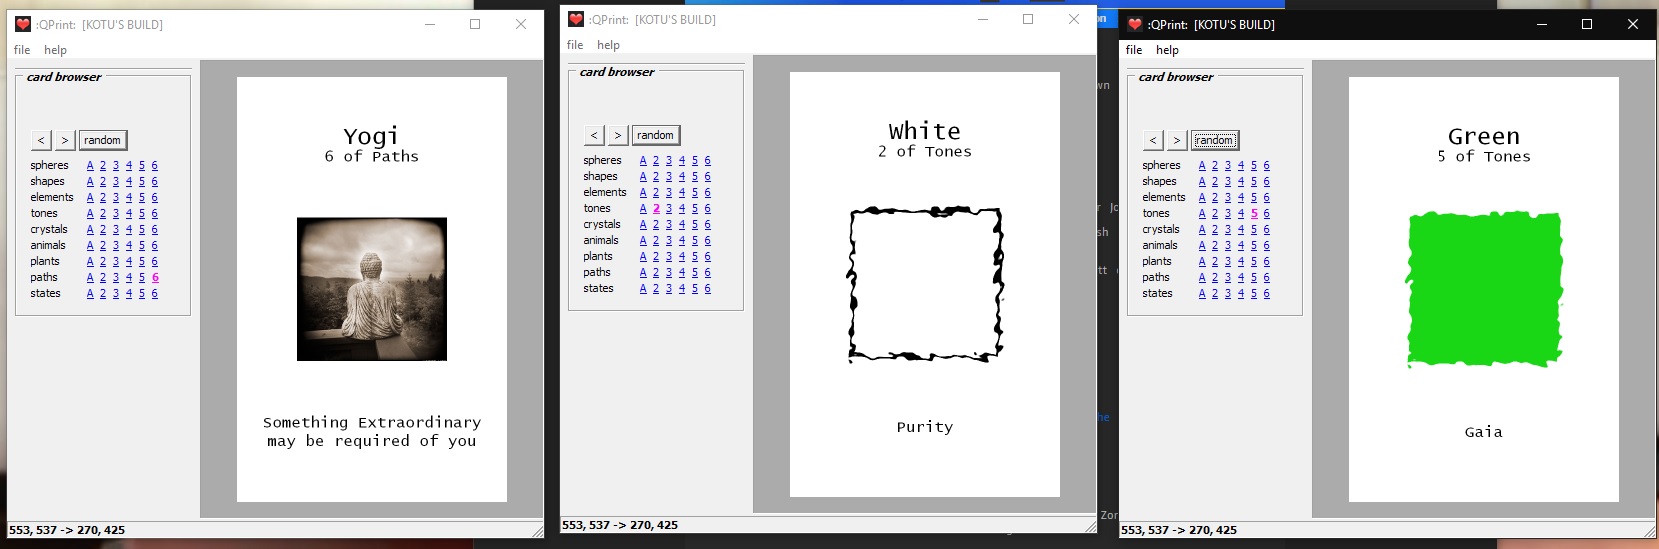 :QPrint: [KOTU'S BUILD]
file help
card browser
< > random
spheres A 2 3 4 5 6
shapes A 2 3 4 5 6
elements A 2 3 4 5 6
tones A 2 3 4 5 6
crystals A 2 3 4 5 6
animals A 2 3 4 5 6
plants A 2 3 4 5 6
paths A 2 3 4 5 6
states A 2 3 4 5 6
Yogi
6 of Paths
Something Extraordinary
may be required of you
553, 537 -> 270, 425
:QPrint: [KOTU'S BUILD]
file help
card browser
< > random
spheres A 2 3 4 5 6
shapes A 2 3 4 5 6
elements A 2 3 4 5 6
tones A 2 3 4 5 6
crystals A 2 3 4 5 6
animals A 2 3 4 5 6
plants A 2 3 4 5 6
paths A 2 3 4 5 6
states A 2 3 4 5 6
White
2 of Tones
Purity
553, 537 -> 270, 425
:QPrint: [KOTU'S BUILD]
file help
card browser
< > random
spheres A 2 3 4 5 6
shapes A 2 3 4 5 6
elements A 2 3 4 5 6
tones A 2 3 4 5 6
crystals A 2 3 4 5 6
animals A 2 3 4 5 6
plants A 2 3 4 5 6
paths A 2 3 4 5 6
states A 2 3 4 5 6
Green
5 of Tones
Gaia
553, 537 -> 270, 425